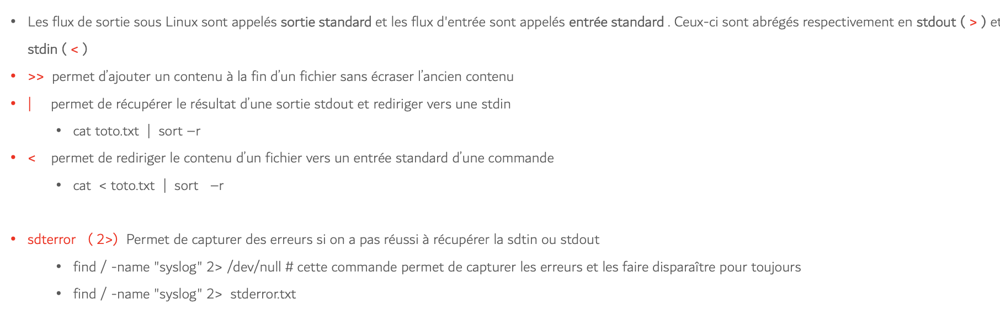 • Les flux de sortie sous Linux sont appelés sortie standard et les flux d'entrée sont appelés entrée standard . Ceux-ci sont abrégés respectivement en stdout ( > ) et
stdin ( < )
• >> permet d’ajouter un contenu à la fin d’un fichier sans écraser l’ancien contenu
• | permet de récupérer le résultat d’une sortie stdout et rediriger vers une stdin
• cat toto.txt | sort –r
• < permet de rediriger le contenu d’un fichier vers un entrée standard d’une commande
• cat < toto.txt | sort –r
• sdterror ( 2>) Permet de capturer des erreurs si on a pas réussi à récupérer la sdtin ou stdout
• find / -name "syslog" 2> /dev/null # cette commande permet de capturer les erreurs et les faire disparaître pour toujours
• find / -name "syslog" 2> stderror.txt